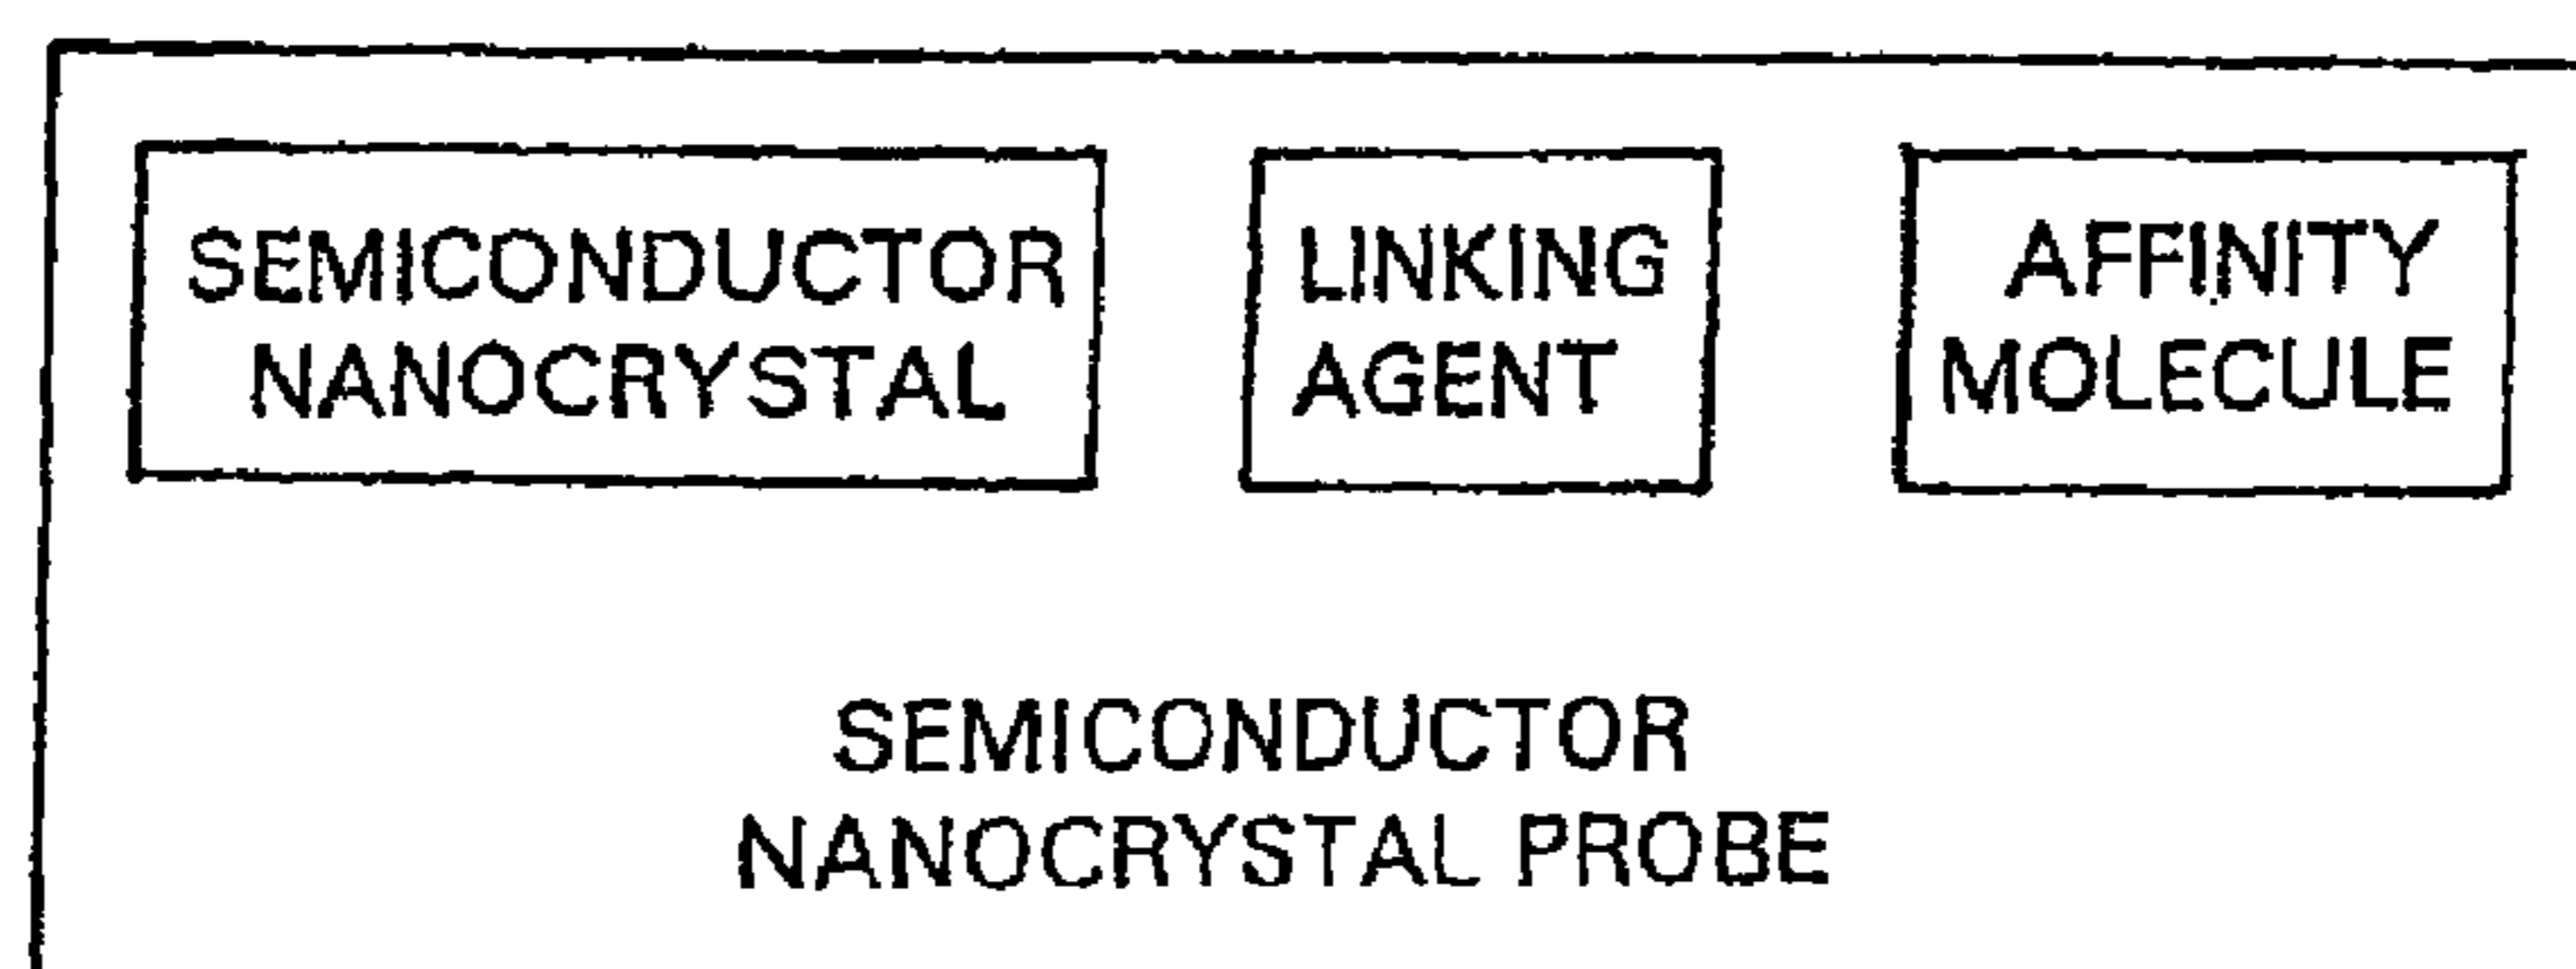 SEMICONDUCTOR
NANOCRYSTAL
LINKING
AGENT
AFFINITY
MOLECULE
SEMICONDUCTOR
NANOCRYSTAL PROBE